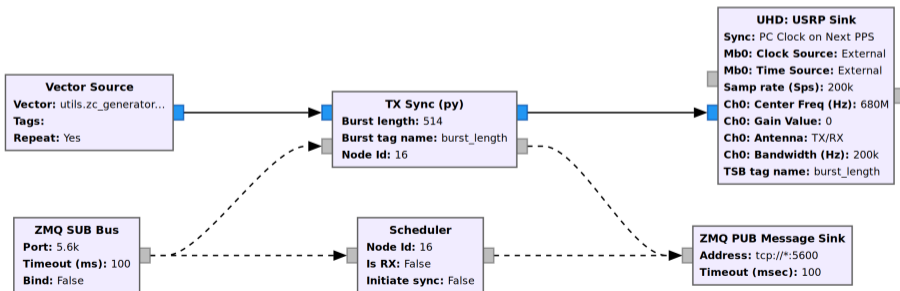 Vector Source
Vector: utils.zc_generator...
Tags:
Repeat: Yes
TX Sync (py)
Burst length: 514
Burst tag name: burst_length
Node Id: 16
UHD: USRP Sink
Sync: PC Clock on Next PPS
Mb0: Clock Source: External
Mb0: Time Source: External
Samp rate (Sps): 200k
Ch0: Center Freq (Hz): 680M
Ch0: Gain Value: 0
Ch0: Antenna: TX/RX
Ch0: Bandwidth (Hz): 200k
TSB tag name: burst_length
ZMQ SUB Bus
Port: 5.6k
Timeout (ms): 100
Bind: False
Scheduler
Node Id: 16
Is RX: False
Initiate sync: False
ZMQ PUB Message Sink
Address: tcp://*:5600
Timeout (msec): 100